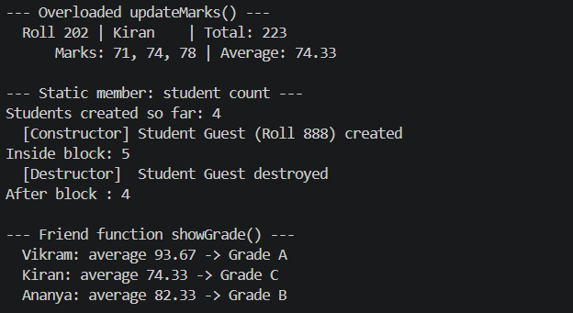 --- Overloaded updateMarks() ---
  Roll 202 | Kiran    | Total: 223
      Marks: 71, 74, 78 | Average: 74.33

--- Static member: student count ---
Students created so far: 4
  [Constructor] Student Guest (Roll 888) created
Inside block: 5
  [Destructor]  Student Guest destroyed
After block : 4

--- Friend function showGrade() ---
  Vikram: average 93.67 -> Grade A
  Kiran: average 74.33 -> Grade C
  Ananya: average 82.33 -> Grade B